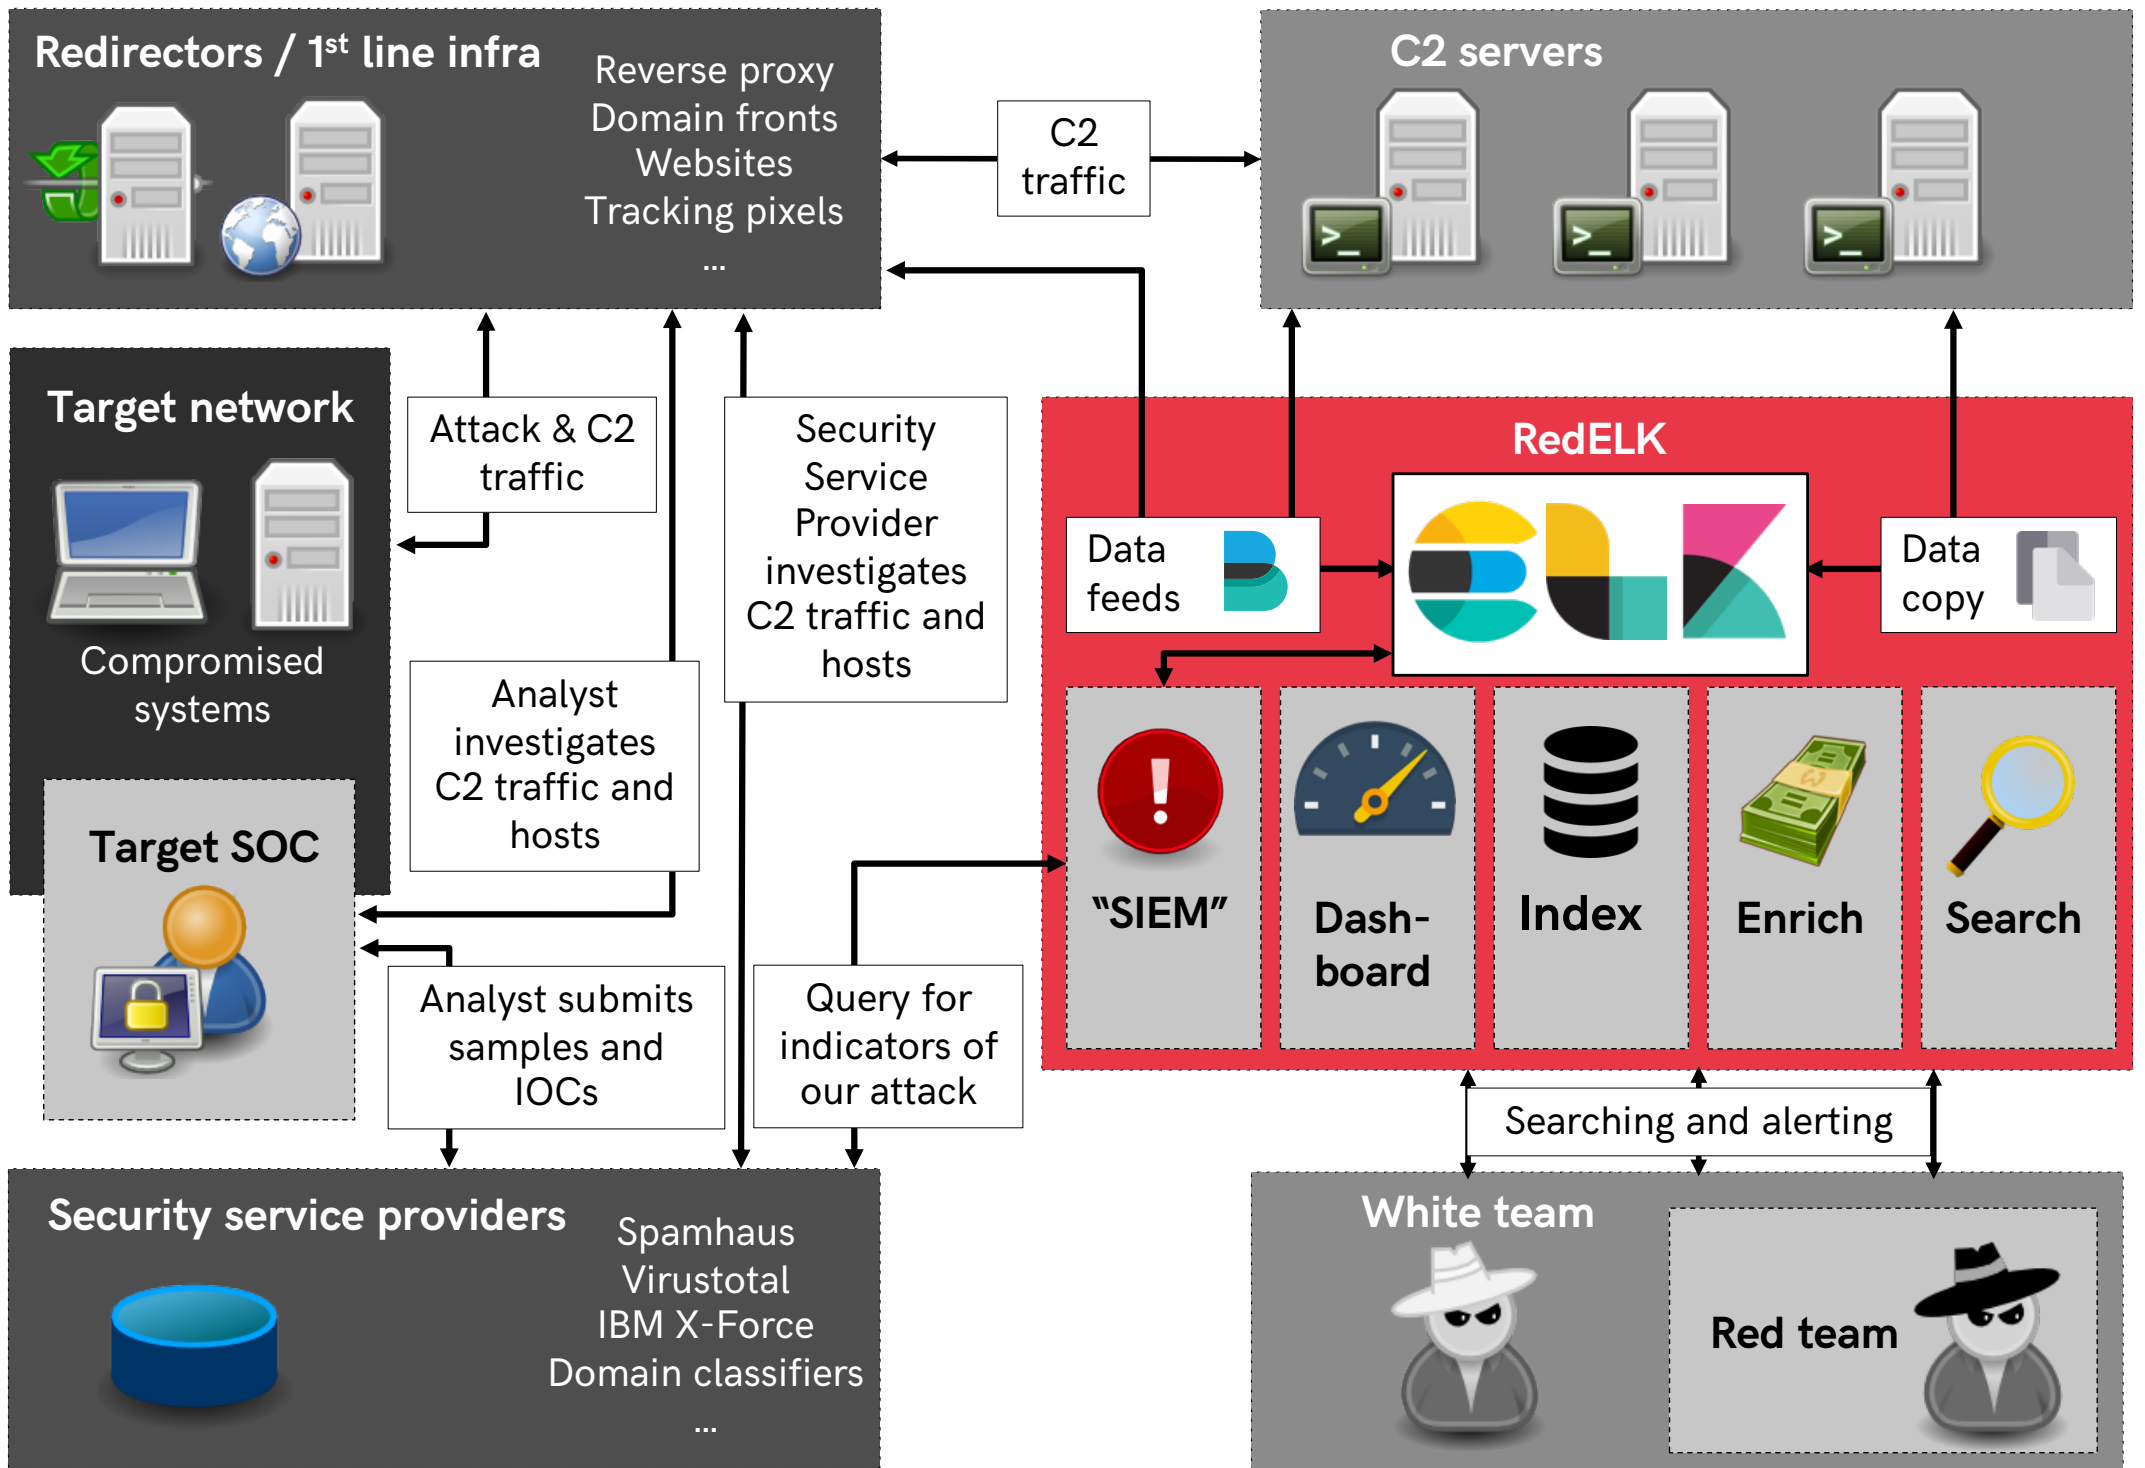 Redirectors / 1st line infra
Reverse proxy
Domain fronts
Websites
Tracking pixels
...
C2
traffic
C2 servers
>_
>_
>_
Target network
Compromised
systems
Attack & C2
traffic
Security
Service
Provider
investigates
C2 traffic and
hosts
Analyst
investigates
C2 traffic and
hosts
Target SOC
Analyst submits
samples and
IOCs
Query for
indicators of
our attack
RedELK
Data
feeds
Data
copy
“SIEM”
Dash-
board
Index
Enrich
Search
Searching and alerting
Security service providers
Spamhaus
Virustotal
IBM X-Force
Domain classifiers
...
White team
Red team